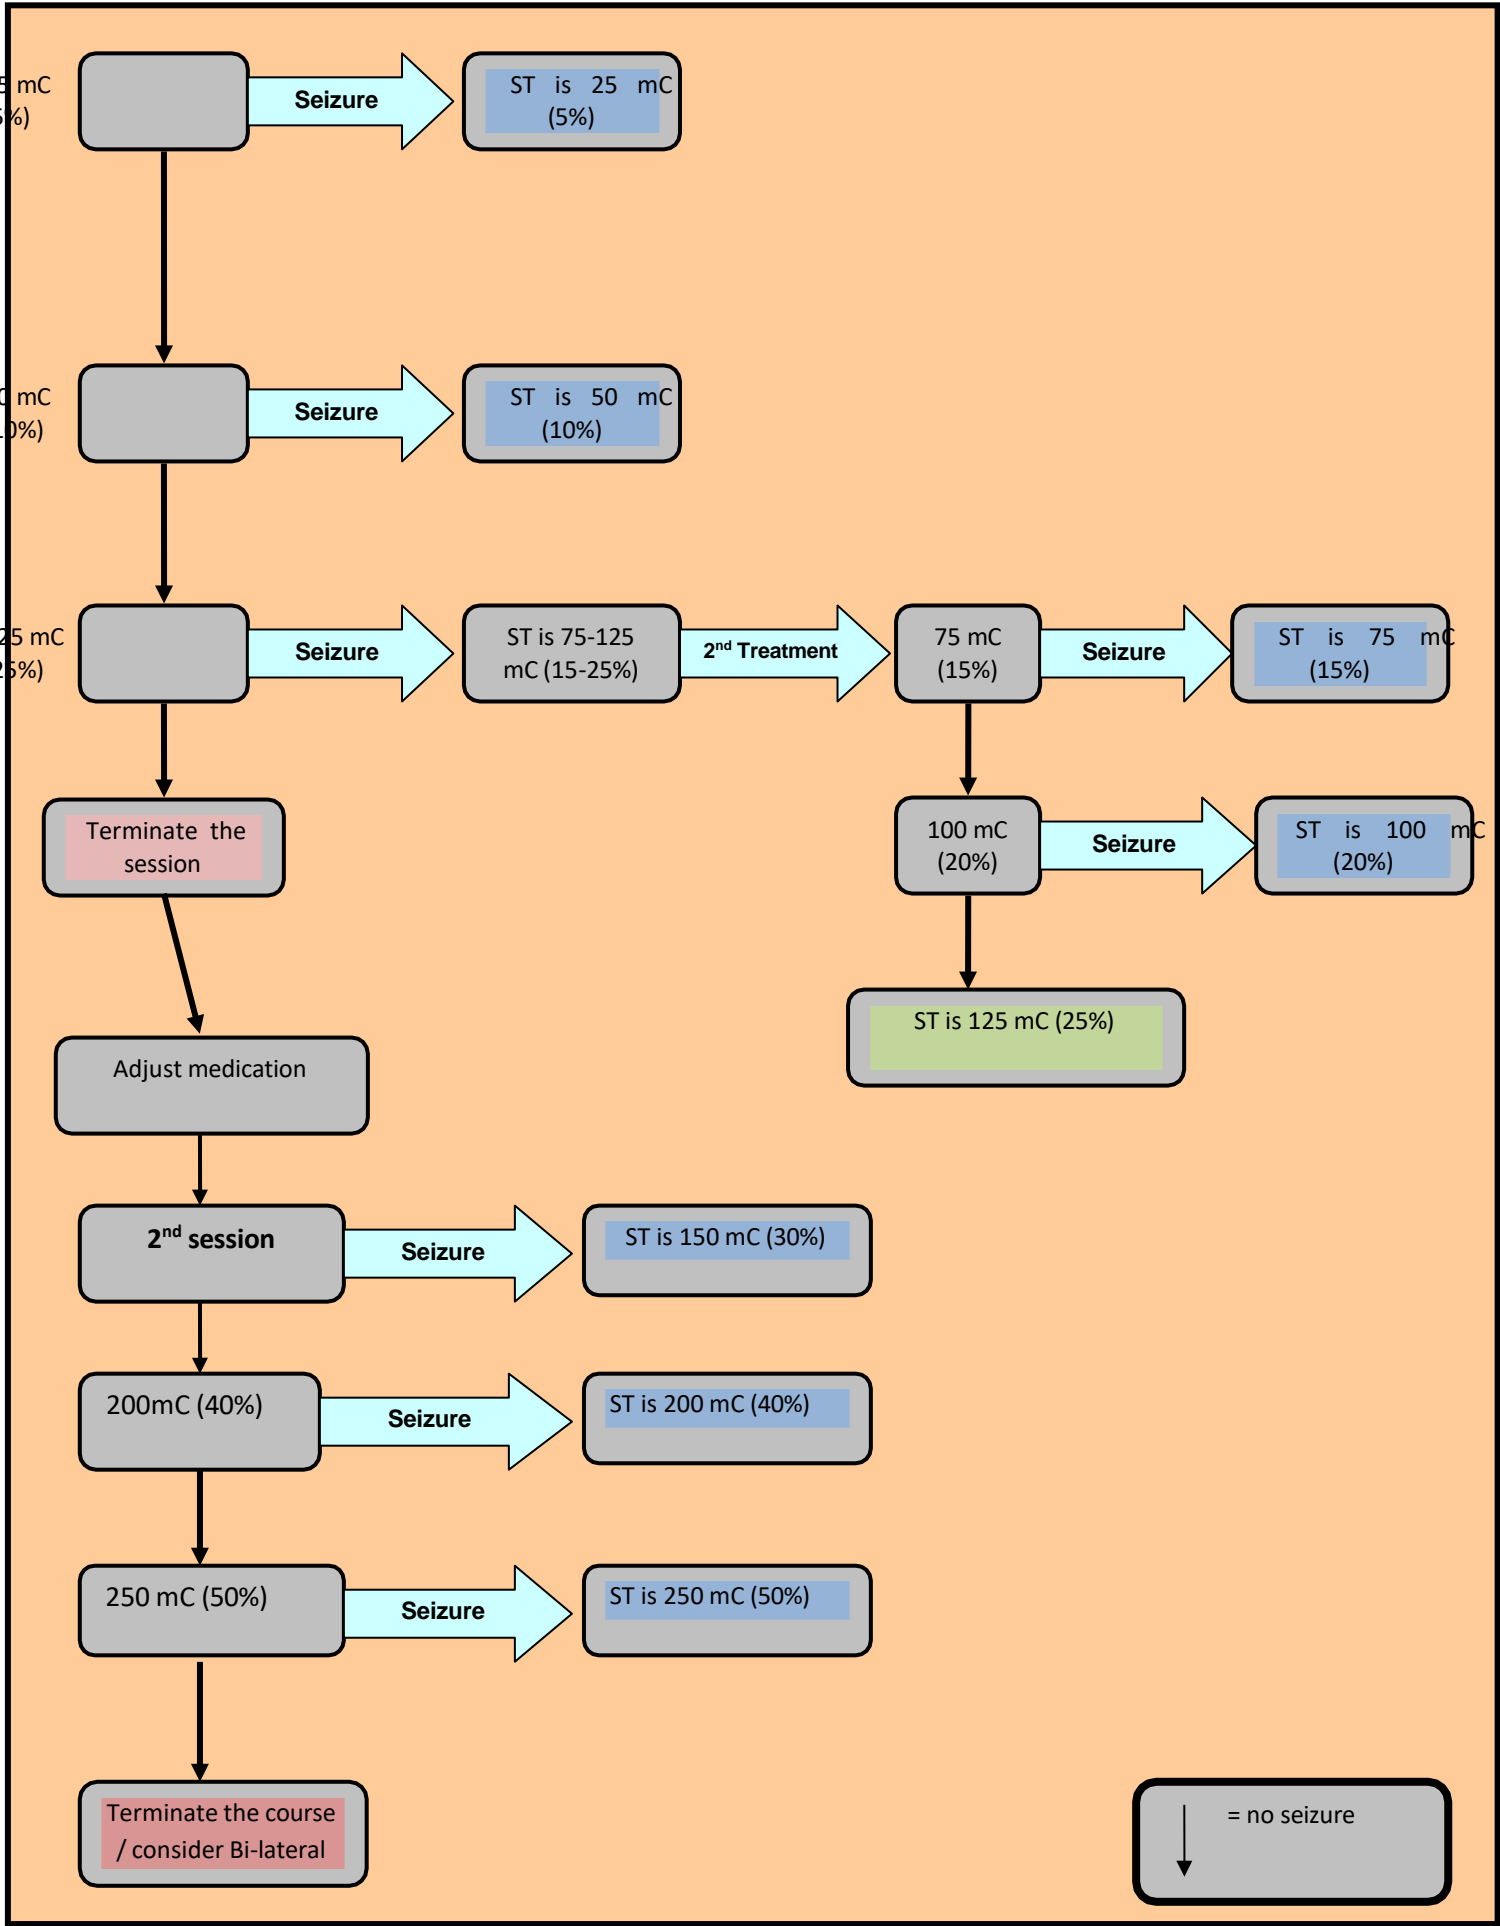 mC
Seizure
ST is 25 mC
(5%)
mC
Seizure
ST is 50 mC
(10%)
mC
Seizure
ST is 75-125
mC (15-25%)
2nd Treatment
75 mC
(15%)
Seizure
ST is 75 mC
(15%)
Terminate the
session
100 mC
(20%)
Seizure
ST is 100 mC
(20%)
ST is 125 mC (25%)
Adjust medication
2nd session
Seizure
ST is 150 mC (30%)
200mC (40%)
Seizure
ST is 200 mC (40%)
250 mC (50%)
Seizure
ST is 250 mC (50%)
Terminate the course
/ consider Bi-lateral
= no seizure